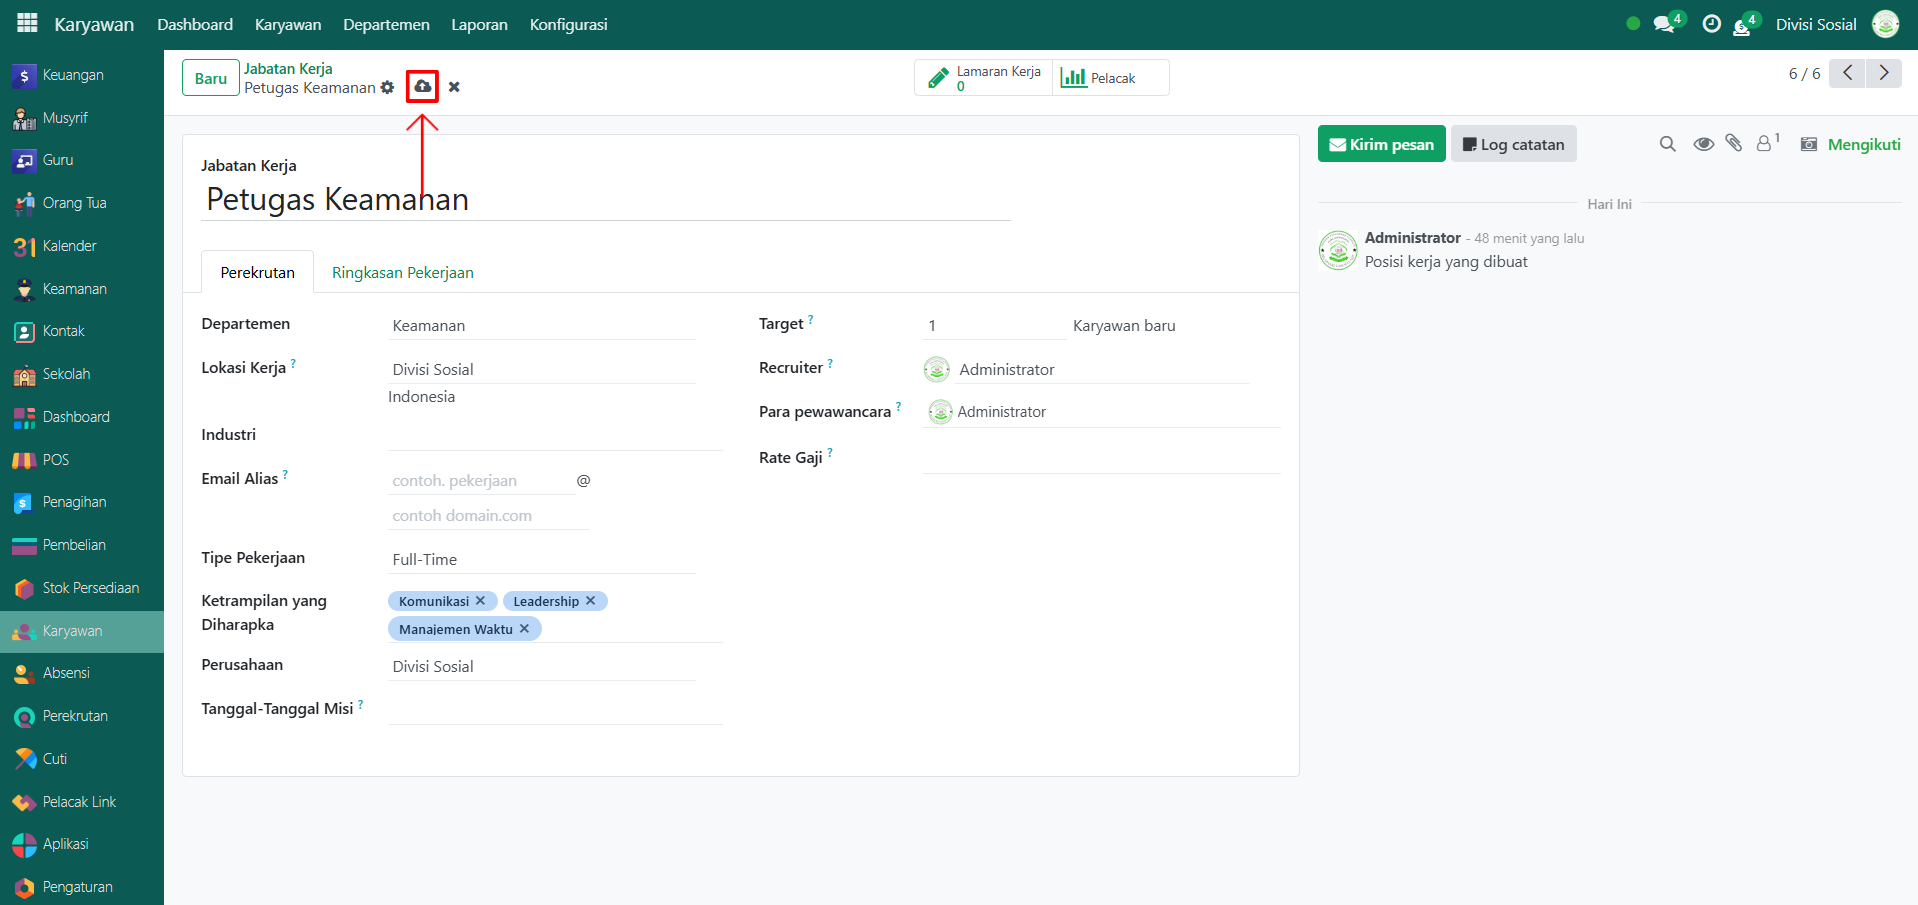 Karyawan Dashboard Karyawan Departemen Laporan Konfigurasi 4 4 Divisi Sosial
Keuangan
Musyrif
Guru
Orang Tua
31 Kalender
Keamanan
Kontak
Sekolah
Dashboard
POS
Penagihan
Pembelian
Stok Persediaan
Karyawan
Absensi
Perekrutan
Cuti
Pelacak Link
Aplikasi
Pengaturan
Baru
Jabatan Kerja
Petugas Keamanan
Lamaran Kerja
0
Pelacak
6 / 6
Jabatan Kerja
Petugas Keamanan
Perekrutan Ringkasan Pekerjaan
Departemen Keamanan
Lokasi Kerja ? Divisi Sosial
Indonesia
Industri
Email Alias ? contoh. pekerjaan @
contoh domain.com
Tipe Pekerjaan Full-Time
Ketrampilan yang
Diharapka
Komunikasi ✕ Leadership ✕
Manajemen Waktu ✕
Perusahaan Divisi Sosial
Tanggal-Tanggal Misi ?
Target ? 1 Karyawan baru
Recruiter ? Administrator
Para pewawancara ? Administrator
Rate Gaji ?
Kirim pesan Log catatan 1 Mengikuti
Hari Ini
Administrator - 48 menit yang lalu
Posisi kerja yang dibuat